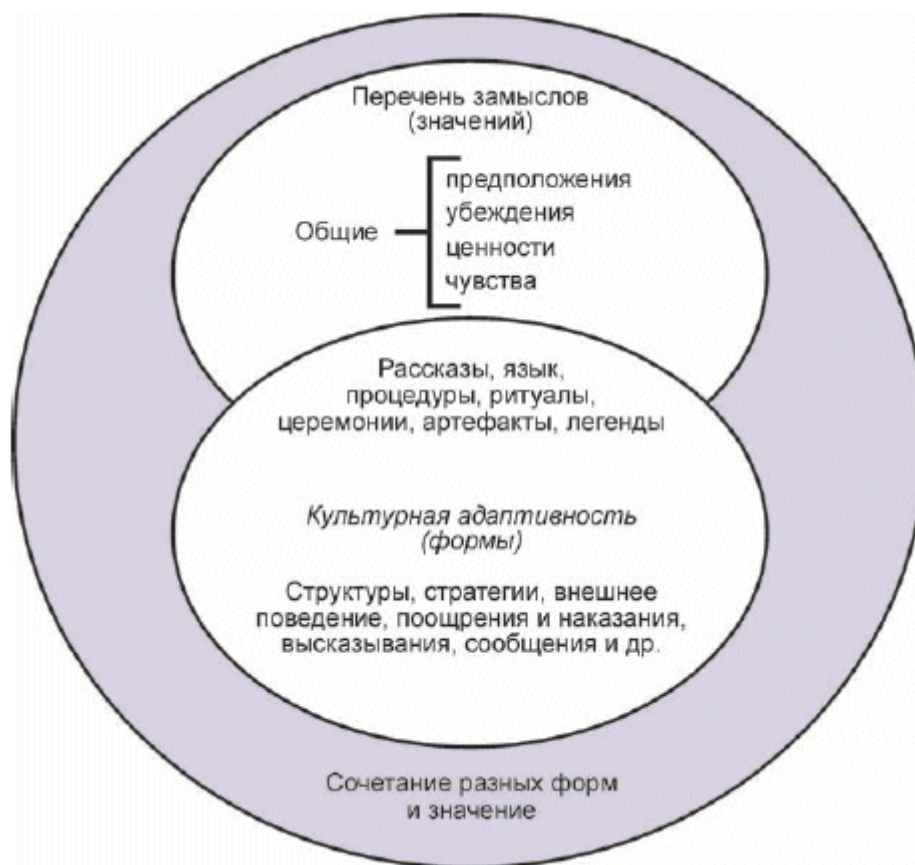 Перечень замыслов
(значений)
предположения
убеждения
Общие
ценности
чувства
Рассказы, язык,
процедуры, ритуалы,
церемонии, артефакты, легенды
Культурная адаптивность
(формы)
Структуры, стратегии, внешнее
поведение, поощрения и наказания,
высказывания, сообщения и др.
Сочетание разных форм
и значение